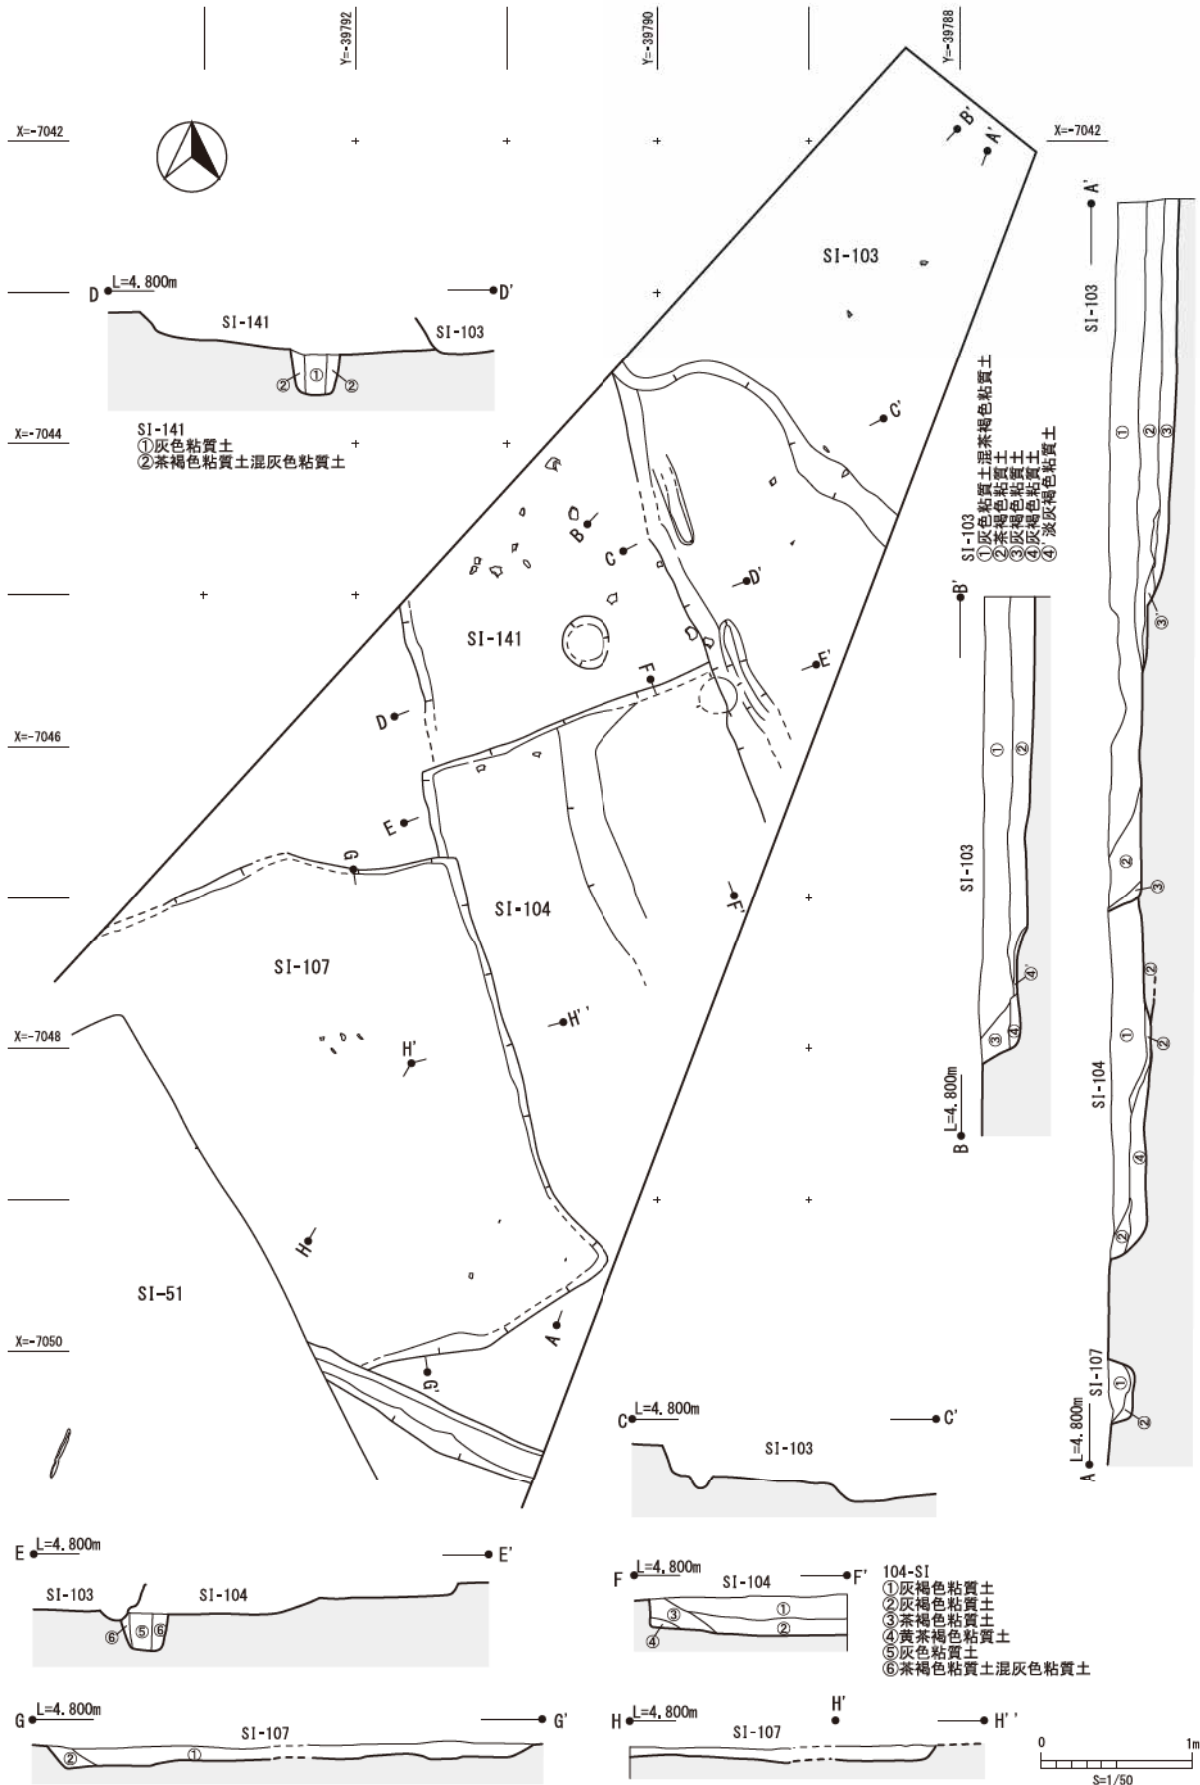 Y=-39792
Y=-39790
Y=-39788
X=-7042
X=-7042
B'
A'
A'
SI-103
SI-103
D L=4.800m D'
SI-141
SI-103
② ① ②
SI-141
①灰色粘質土
②茶褐色粘質土混灰色粘質土
X=-7044
C'
SI-103
①灰色粘質土混茶褐色粘質土
②茶褐色粘質土
③灰褐色粘質土
④灰褐色粘質土
④'淡灰褐色粘質土
① ② ③
③'
B
C
D'
B'
SI-141
F
E'
D
X=-7046
① ②
E
SI-103
② ③
G
SI-104
F'
SI-107
④'
②
H''
X=-7048
H'
③ ④
① ②
SI-104
L=4.800m
B
④
②
H
SI-51
A
X=-7050
G'
SI-107
①
②
L=4.800m
A
C L=4.800m C'
SI-103
E L=4.800m E'
SI-103 SI-104
⑥ ⑤ ⑥
F L=4.800m F'
SI-104
③ ①
④ ②
104-SI
①灰褐色粘質土
②灰褐色粘質土
③茶褐色粘質土
④黄茶褐色粘質土
⑤灰色粘質土
⑥茶褐色粘質土混灰色粘質土
G L=4.800m G'
SI-107
② ①
H L=4.800m H' H''
SI-107
0 1m
S=1/50